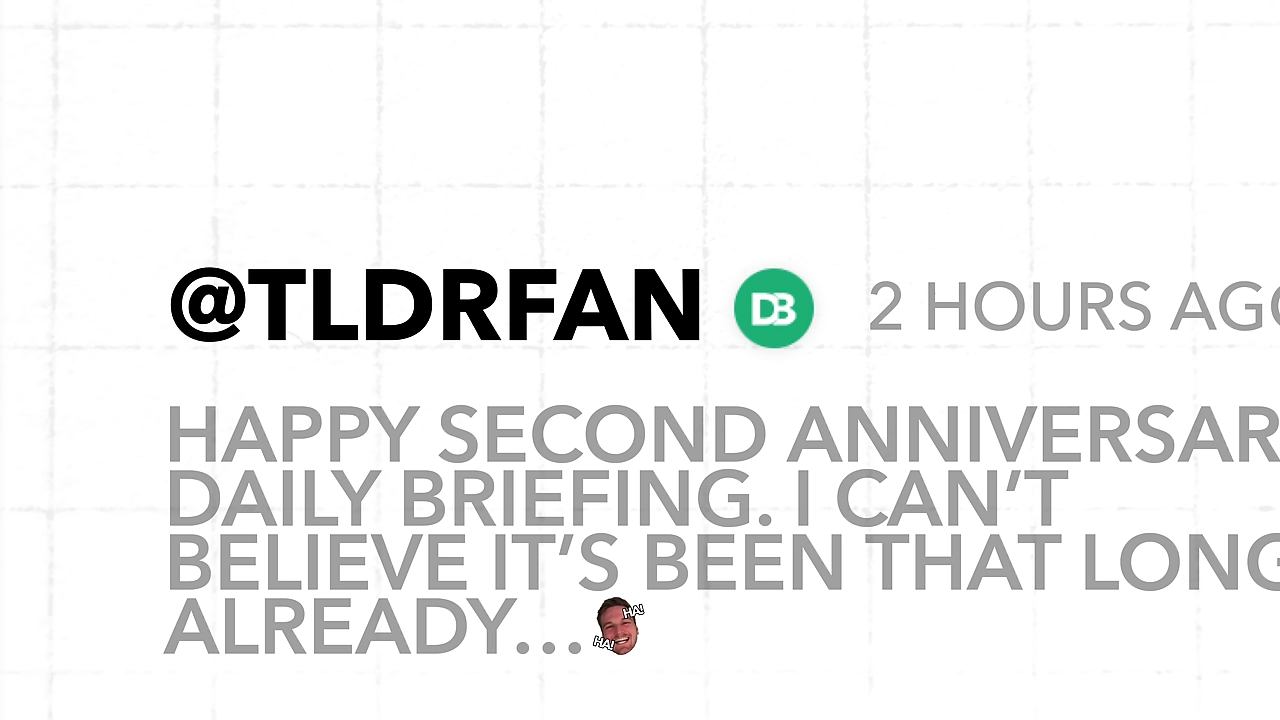 @TLDRFAN DB 2 HOURS AGO
HAPPY SECOND ANNIVERSAR
DAILY BRIEFING. I CAN’T
BELIEVE IT’S BEEN THAT LONG
ALREADY... HA! HA!